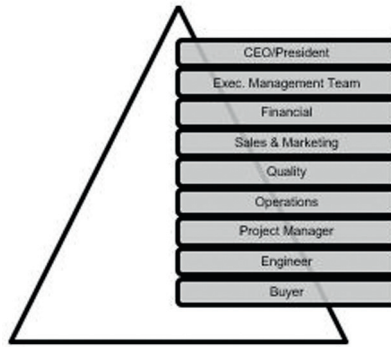 CEO/President
Exec. Management Team
Financial
Sales & Marketing
Quality
Operations
Project Manager
Engineer
Buyer